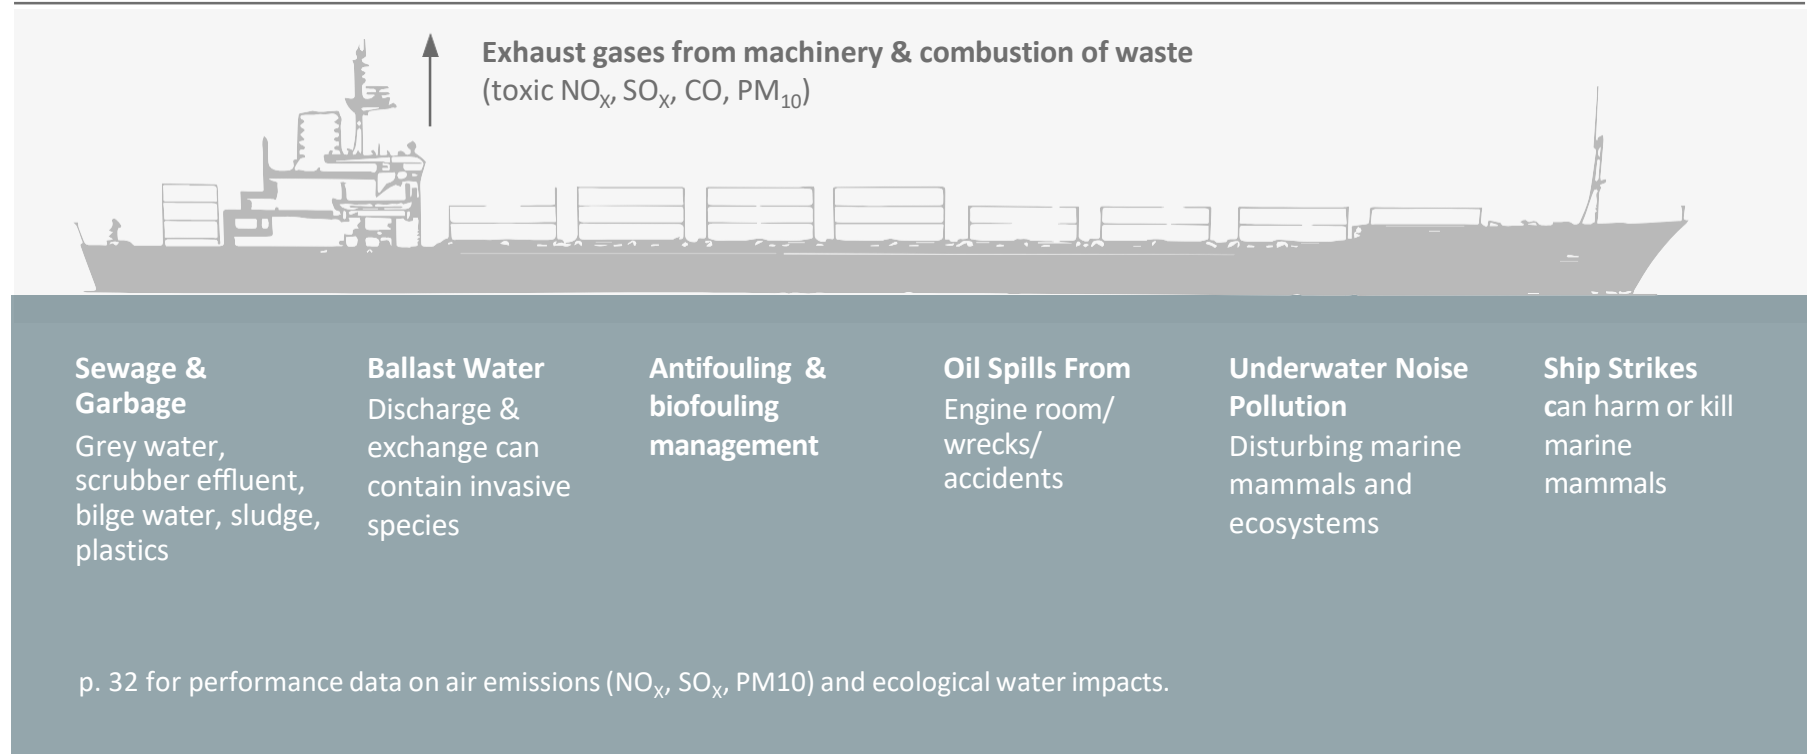 Exhaust gases from machinery & combustion of waste
(toxic NOX, SOX, CO, PM10)
Sewage &
Garbage
Grey water,
scrubber effluent,
bilge water, sludge,
plastics
Ballast Water
Discharge &
exchange can
contain invasive
species
Antifouling &
biofouling
management
Oil Spills From
Engine room/
wrecks/
accidents
Underwater Noise
Pollution
Disturbing marine
mammals and
ecosystems
Ship Strikes
can harm or kill
marine
mammals
p. 32 for performance data on air emissions (NOX, SOX, PM10) and ecological water impacts.